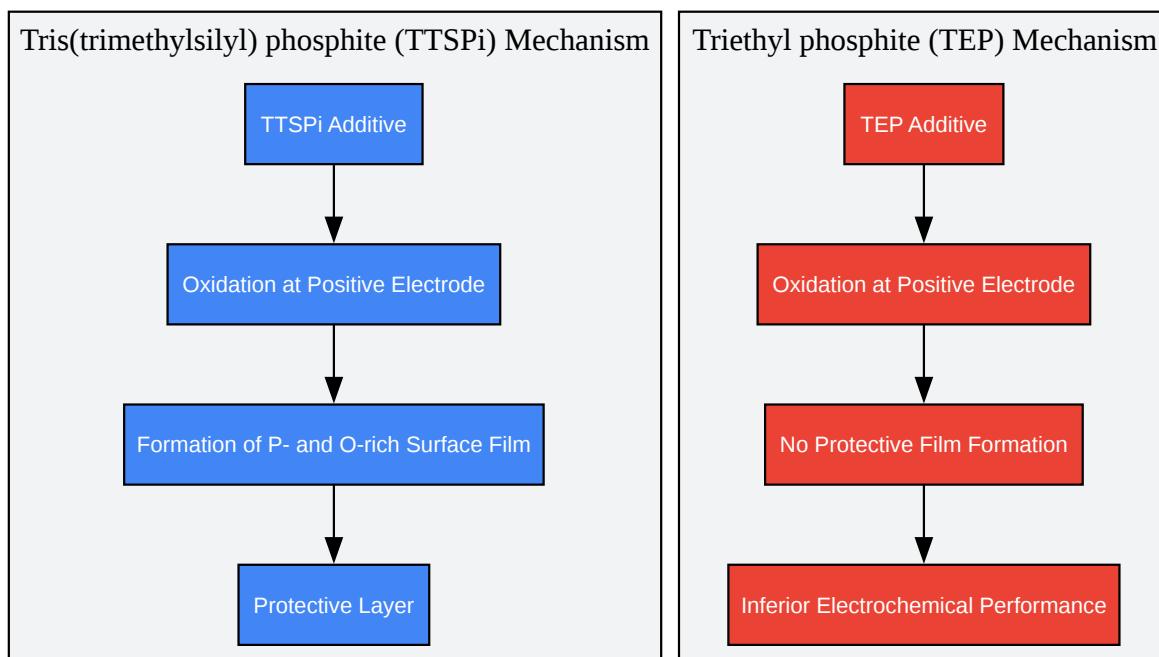 Tris(trimethylsilyl) phosphite (TTSPi) Mechanism
TTSPi Additive
Oxidation at Positive Electrode
Formation of P- and O-rich Surface Film
Protective Layer
Triethyl phosphite (TEP) Mechanism
TEP Additive
Oxidation at Positive Electrode
No Protective Film Formation
Inferior Electrochemical Performance